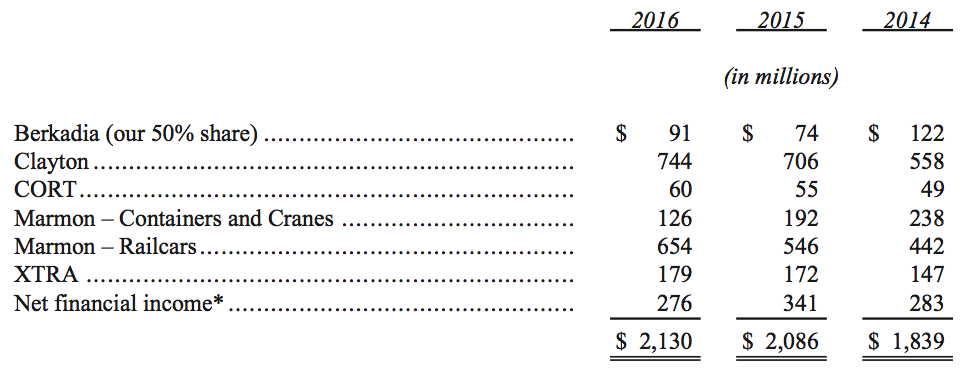 2016 2015 2014
(in millions)
Berkadia (our 50% share) ................................................ $ 91 $ 74 $ 122
Clayton ................................................................ 744 706 558
CORT.................................................................... 60 55 49
Marmon – Containers and Cranes .................................... 126 192 238
Marmon – Railcars...................................................... 654 546 442
XTRA ................................................................... 179 172 147
Net financial income* .................................................. 276 341 283
$ 2,130 $ 2,086 $ 1,839